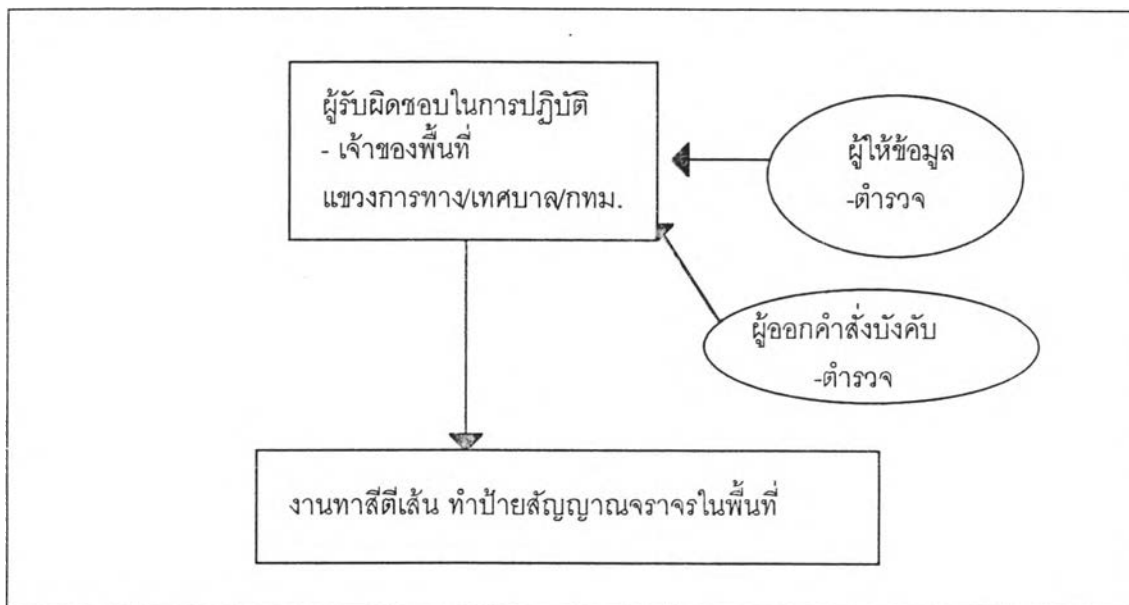 ผู้รับผิดชอบในการปฏิบัติ
- เจ้าของพื้นที่
แขวงการทาง/เทศบาล/กทม.
ผู้ให้ข้อมูล
-ตำรวจ
ผู้ออกคำสั่งบังคับ
-ตำรวจ
งานทาสีตีเส้น ทำป้ายสัญญาณจราจรในพื้นที่